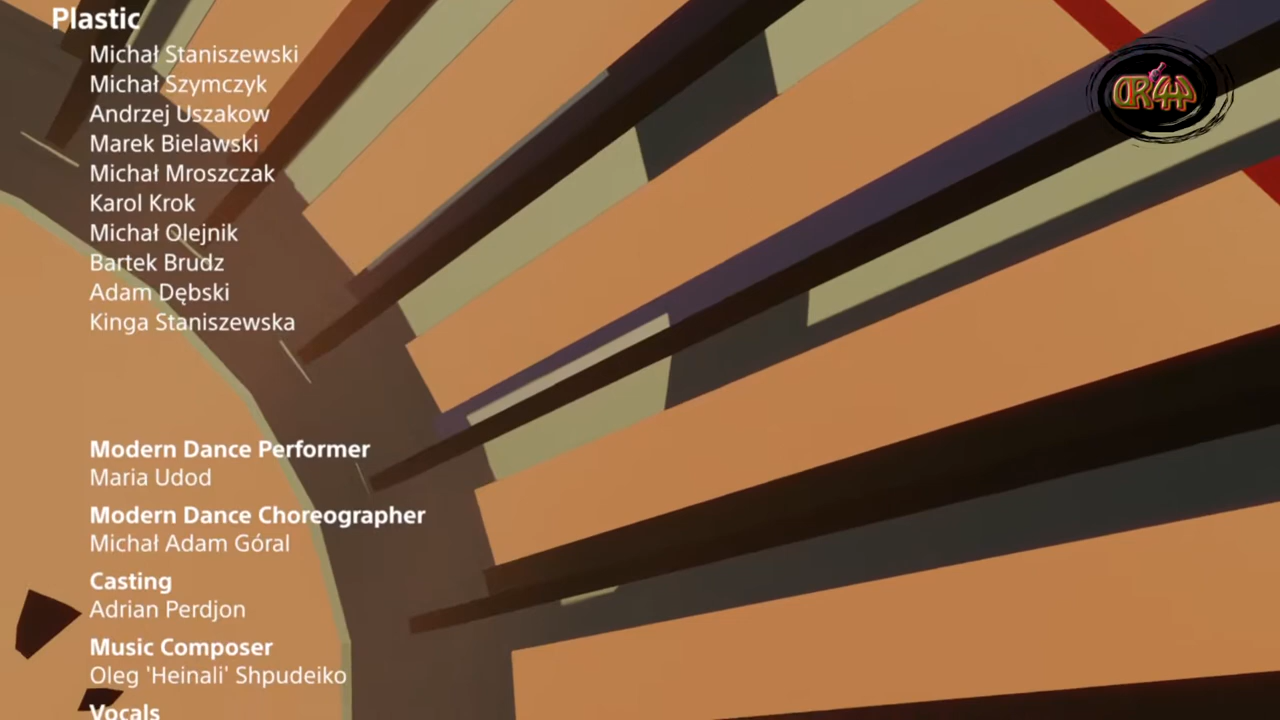 Plastic
Michał Staniszewski
Michał Szymczyk
Andrzej Uszakow
Marek Bielawski
Michał Mroszczak
Karol Krok
Michał Olejnik
Bartek Brudz
Adam Dębski
Kinga Staniszewska
Modern Dance Performer
Maria Udod
Modern Dance Choreographer
Michał Adam Góral
Casting
Adrian Perdjon
Music Composer
Oleg 'Heinali' Shpudeiko
Vocals